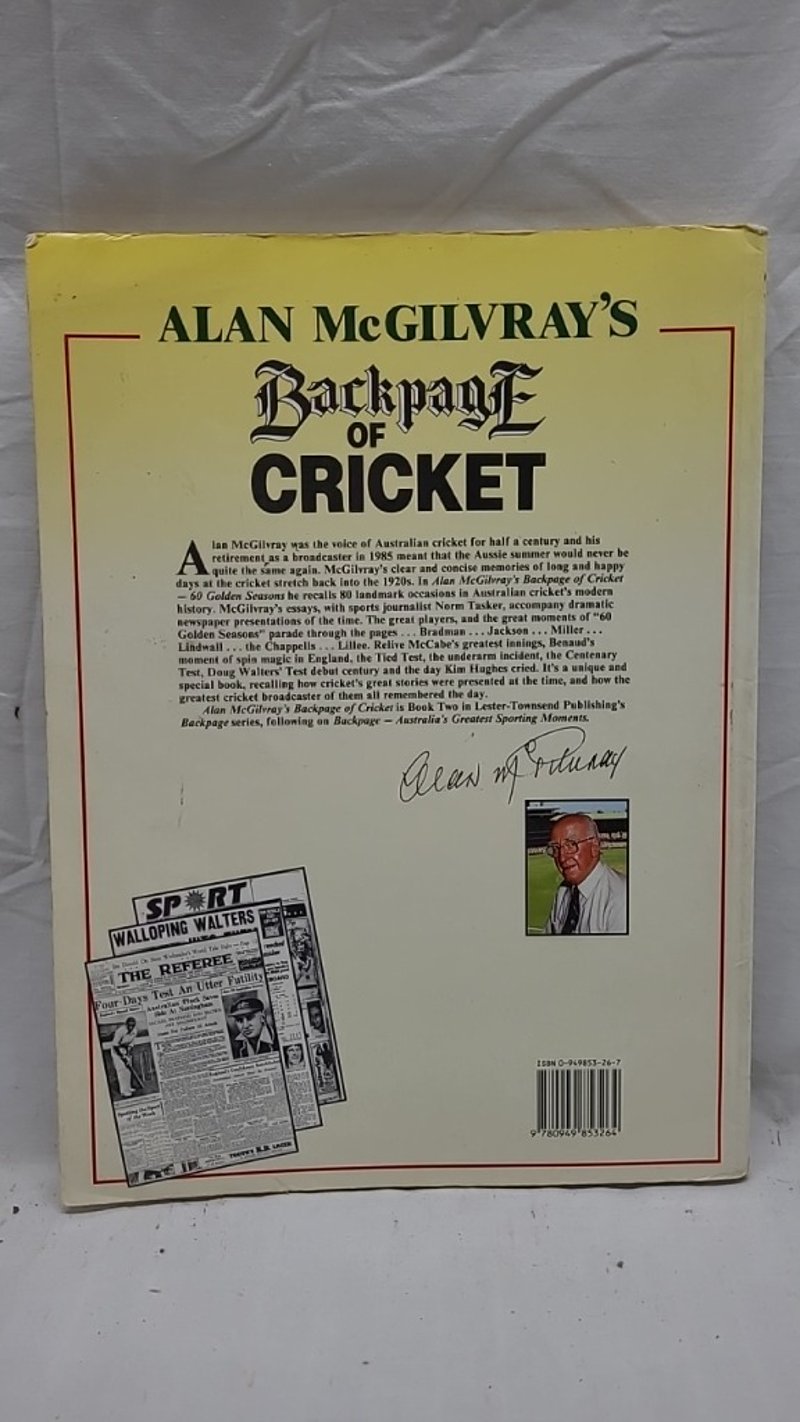 ALAN McGILVRAY'S
BackpagE
OF
CRICKET
Alan McGilvray was the voice of Australian cricket for half a century and his
retirement as a broadcaster in 1985 meant that the Aussie summer would never be
quite the same again. McGilvray's clear and concise memories of long and happy
days at the cricket stretch back into the 1920s. In Alan McGilvray's Backpage of Cricket
— 60 Golden Seasons he recalls 80 landmark occasions in Australian cricket's modern
history. McGilvray's essays, with sports journalist Norm Tasker, accompany dramatic
newspaper presentations of the time. The great players, and the great moments of "60
Golden Seasons" parade through the pages . . . Bradman . . . Jackson . . . Miller . . .
Lindwall . . . the Chappells . . . Lillee. Relive McCabe's greatest innings, Benaud's
moment of spin magic in England, the Tied Test, the underarm incident, the Centenary
Test, Doug Walters' Test debut century and the day Kim Hughes cried. It's a unique and
special book, recalling how cricket's great stories were presented at the time, and how the
greatest cricket broadcaster of them all remembered the day.
Alan McGilvray's Backpage of Cricket is Book Two in Lester-Townsend Publishing's
Backpage series, following on Backpage — Australia's Greatest Sporting Moments.
Alan McGilvray
SPORT
WALLOPING WALTERS
THE REFEREE
Four Days Test An Utter Futility
ISBN 0-949853-26-7
9 780949 853264